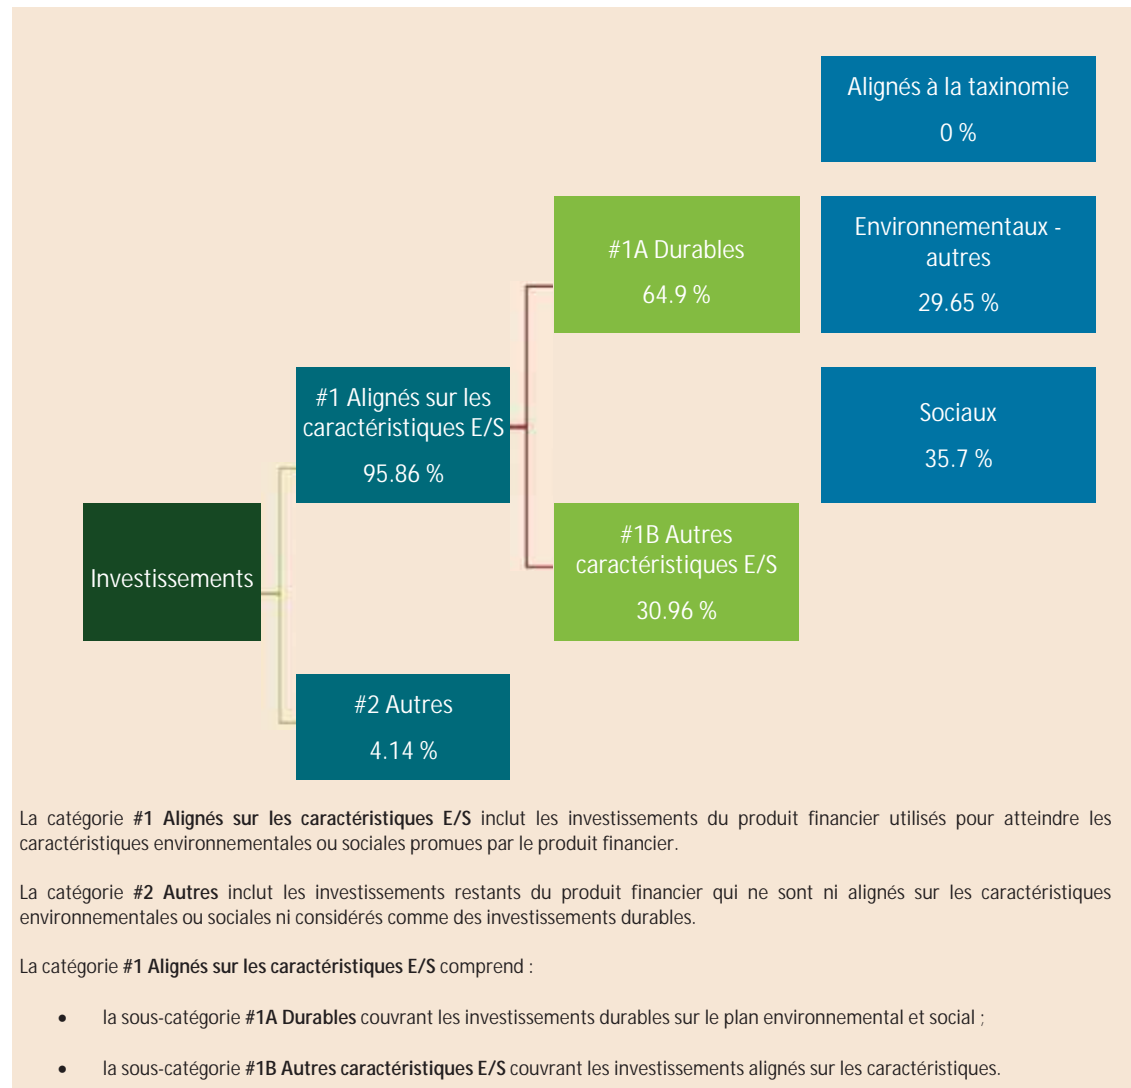 Alignés à la taxinomie
0 %
Environnementaux -
autres
29.65 %
#1A Durables
64.9 %
Sociaux
35.7 %
#1 Alignés sur les
caractéristiques E/S
95.86 %
#1B Autres
caractéristiques E/S
30.96 %
Investissements
#2 Autres
4.14 %
La catégorie #1 Alignés sur les caractéristiques E/S inclut les investissements du produit financier utilisés pour atteindre les
caractéristiques environnementales ou sociales promues par le produit financier.
La catégorie #2 Autres inclut les investissements restants du produit financier qui ne sont ni alignés sur les caractéristiques
environnementales ou sociales ni considérés comme des investissements durables.
La catégorie #1 Alignés sur les caractéristiques E/S comprend :
• la sous-catégorie #1A Durables couvrant les investissements durables sur le plan environnemental et social ;
• la sous-catégorie #1B Autres caractéristiques E/S couvrant les investissements alignés sur les caractéristiques.